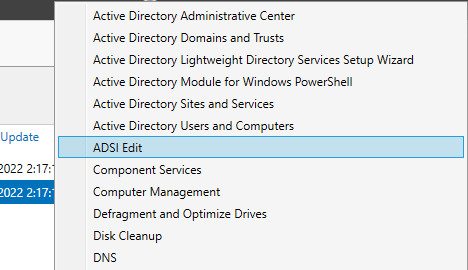 Active Directory Administrative Center
Active Directory Domains and Trusts
Active Directory Lightweight Directory Services Setup Wizard
Active Directory Module for Windows PowerShell
Active Directory Sites and Services
Active Directory Users and Computers
Update
ADSI Edit
2022 2:17:1
Component Services
2022 2:17:1
Computer Management
Defragment and Optimize Drives
Disk Cleanup
DNS